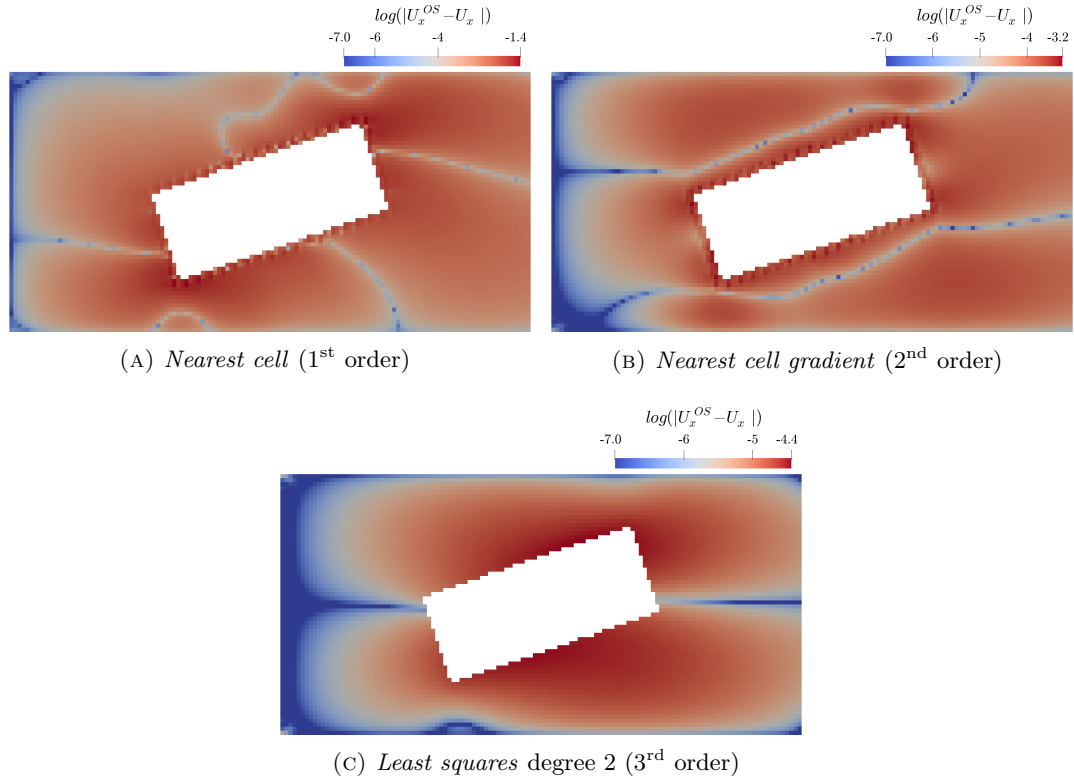 log(|U_x^OS −U_x |)
-7.0 -6 -4 -1.4
log(|U_x^OS −U_x |)
-7.0 -6 -5 -4 -3.2
(A) Nearest cell (1st order)
(B) Nearest cell gradient (2nd order)
log(|U_x^OS −U_x |)
-7.0 -6 -5 -4.4
(C) Least squares degree 2 (3rd order)